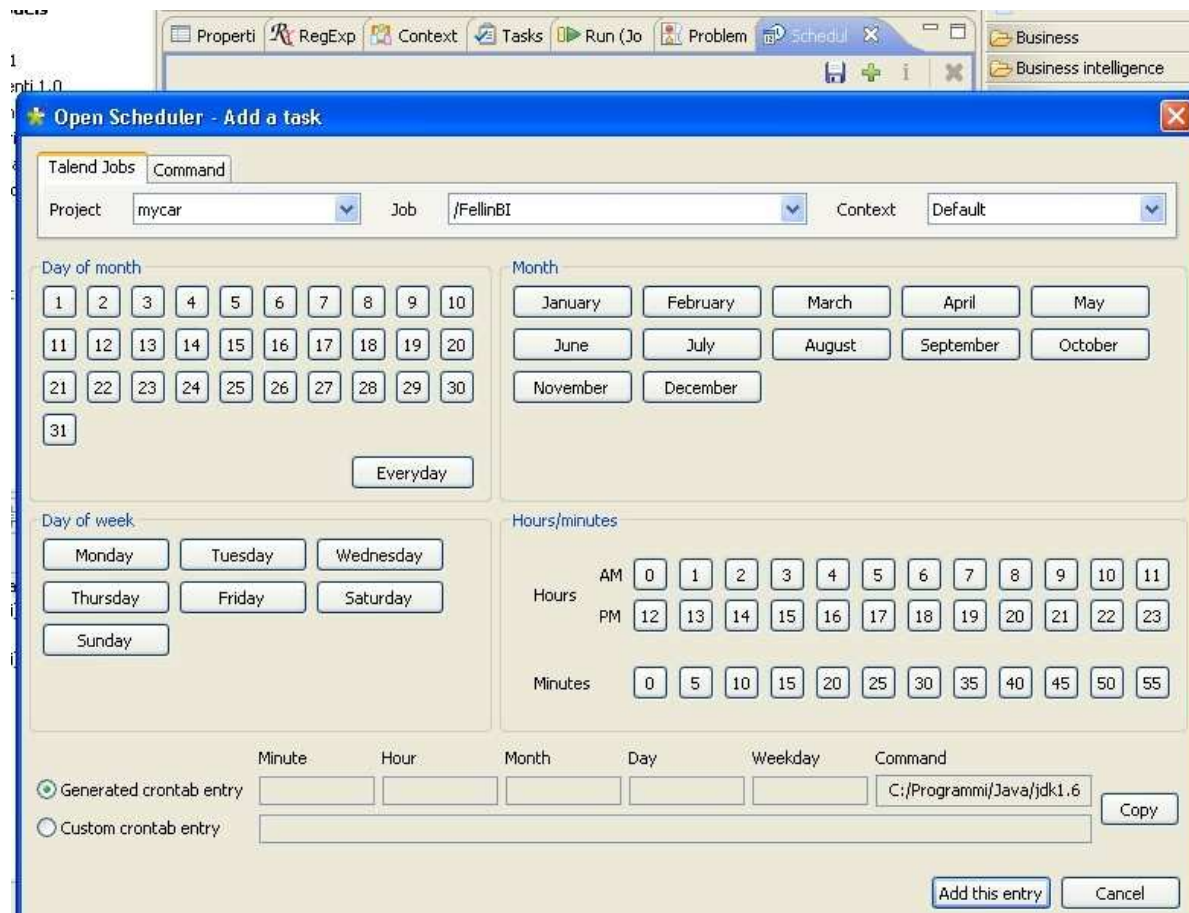 Properti RegExp Context Tasks Run (Jo Problem Schedul
Business
Business intelligence
enti 1.0
Open Scheduler - Add a task
Talend Jobs Command
Project mycar Job /FellinBI Context Default
Day of month
1 2 3 4 5 6 7 8 9 10
11 12 13 14 15 16 17 18 19 20
21 22 23 24 25 26 27 28 29 30
31
Everyday
Month
January February March April May
June July August September October
November December
Day of week
Monday Tuesday Wednesday
Thursday Friday Saturday
Sunday
Hours/minutes
Hours
AM 0 1 2 3 4 5 6 7 8 9 10 11
PM 12 13 14 15 16 17 18 19 20 21 22 23
Minutes 0 5 10 15 20 25 30 35 40 45 50 55
Minute Hour Month Day Weekday Command
Generated crontab entry C:/Programmi/Java/jdk1.6
Copy
Custom crontab entry
Add this entry Cancel